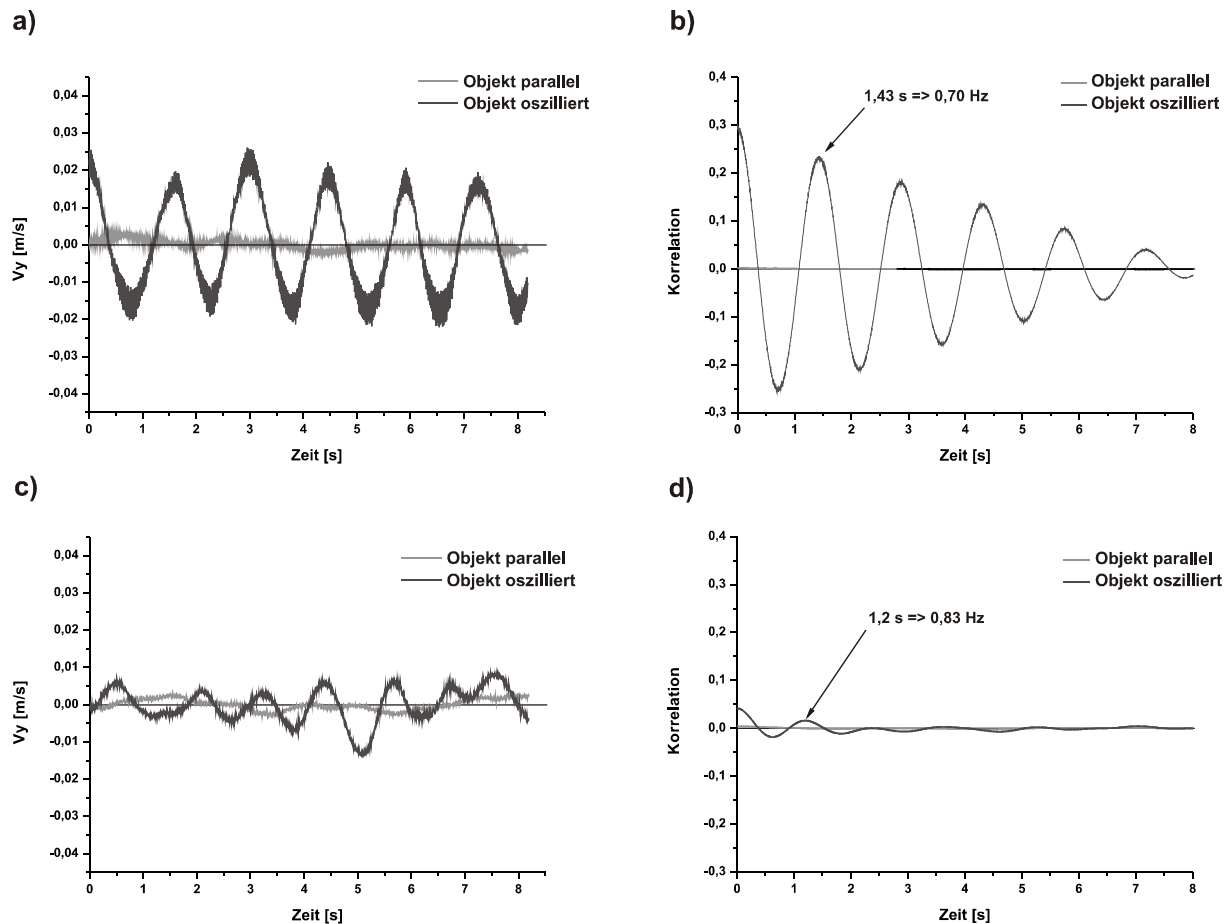 a)
Objekt parallel
Objekt oszilliert
0,04
0,03
0,02
0,01
0,00
-0,01
-0,02
-0,03
-0,04
Vy [m/s]
0 1 2 3 4 5 6 7 8
Zeit [s]
b)
Objekt parallel
Objekt oszilliert
1,43 s => 0,70 Hz
0,4
0,3
0,2
0,1
0,0
-0,1
-0,2
-0,3
Korrelation
0 1 2 3 4 5 6 7 8
Zeit [s]
c)
Objekt parallel
Objekt oszilliert
0,04
0,03
0,02
0,01
0,00
-0,01
-0,02
-0,03
-0,04
Vy [m/s]
0 1 2 3 4 5 6 7 8
Zeit [s]
d)
Objekt parallel
Objekt oszilliert
1,2 s => 0,83 Hz
0,4
0,3
0,2
0,1
0,0
-0,1
-0,2
-0,3
Korrelation
0 1 2 3 4 5 6 7 8
Zeit [s]